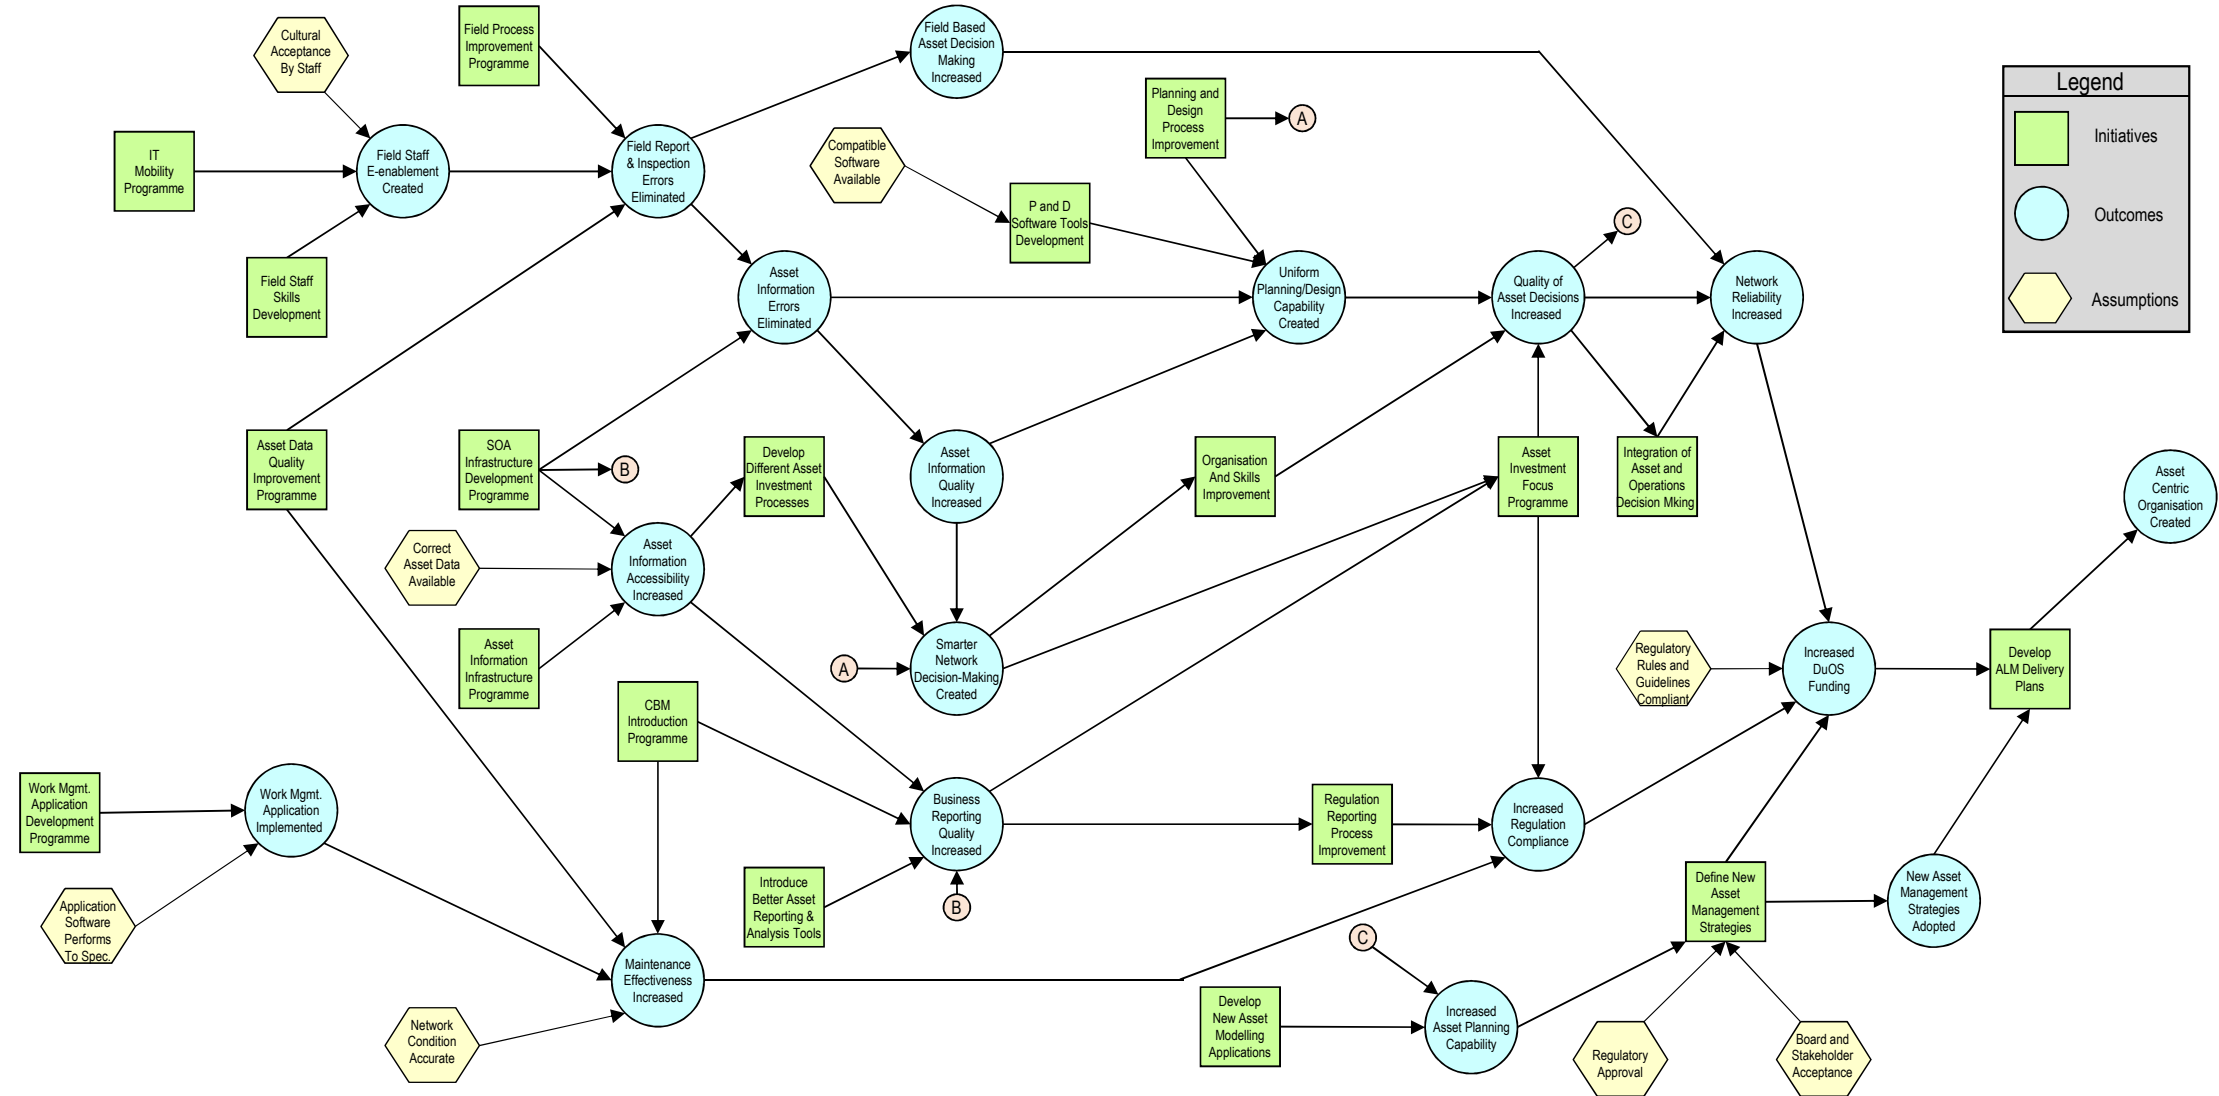 Cultural
Acceptance
By Staff
Field Process
Improvement
Programme
Field Based
Asset Decision
Making
Increased
Legend
Initiatives
Outcomes
Assumptions
Planning and
Design
Process
Improvement
A
IT
Mobility
Programme
Field Staff
E-enablement
Created
Field Report
& Inspection
Errors
Eliminated
Compatible
Software
Available
P and D
Software Tools
Development
C
Field Staff
Skills
Development
Asset
Information
Errors
Eliminated
Uniform
Planning/Design
Capability
Created
Quality of
Asset Decisions
Increased
Network
Reliability
Increased
Asset Data
Quality
Improvement
Programme
SOA
Infrastructure
Development
Programme
B
Develop
Different Asset
Investment
Processes
Asset
Information
Quality
Increased
Organisation
And Skills
Improvement
Asset
Investment
Focus
Programme
Integration of
Asset and
Operations
Decision Mking
Asset
Centric
Organisation
Created
Correct
Asset Data
Available
Asset
Information
Accessibility
Increased
Asset
Information
Infrastructure
Programme
A
Smarter
Network
Decision-Making
Created
Regulatory
Rules and
Guidelines
Compliant
Increased
DuOS
Funding
Develop
ALM Delivery
Plans
CBM
Introduction
Programme
Work Mgmt.
Application
Development
Programme
Work Mgmt.
Application
Implemented
Business
Reporting
Quality
Increased
Regulation
Reporting
Process
Improvement
Increased
Regulation
Compliance
Application
Software
Performs
To Spec.
Introduce
Better Asset
Reporting &
Analysis Tools
B
Define New
Asset
Management
Strategies
New Asset
Management
Strategies
Adopted
Maintenance
Effectiveness
Increased
C
Network
Condition
Accurate
Develop
New Asset
Modelling
Applications
Increased
Asset Planning
Capability
Regulatory
Approval
Board and
Stakeholder
Acceptance